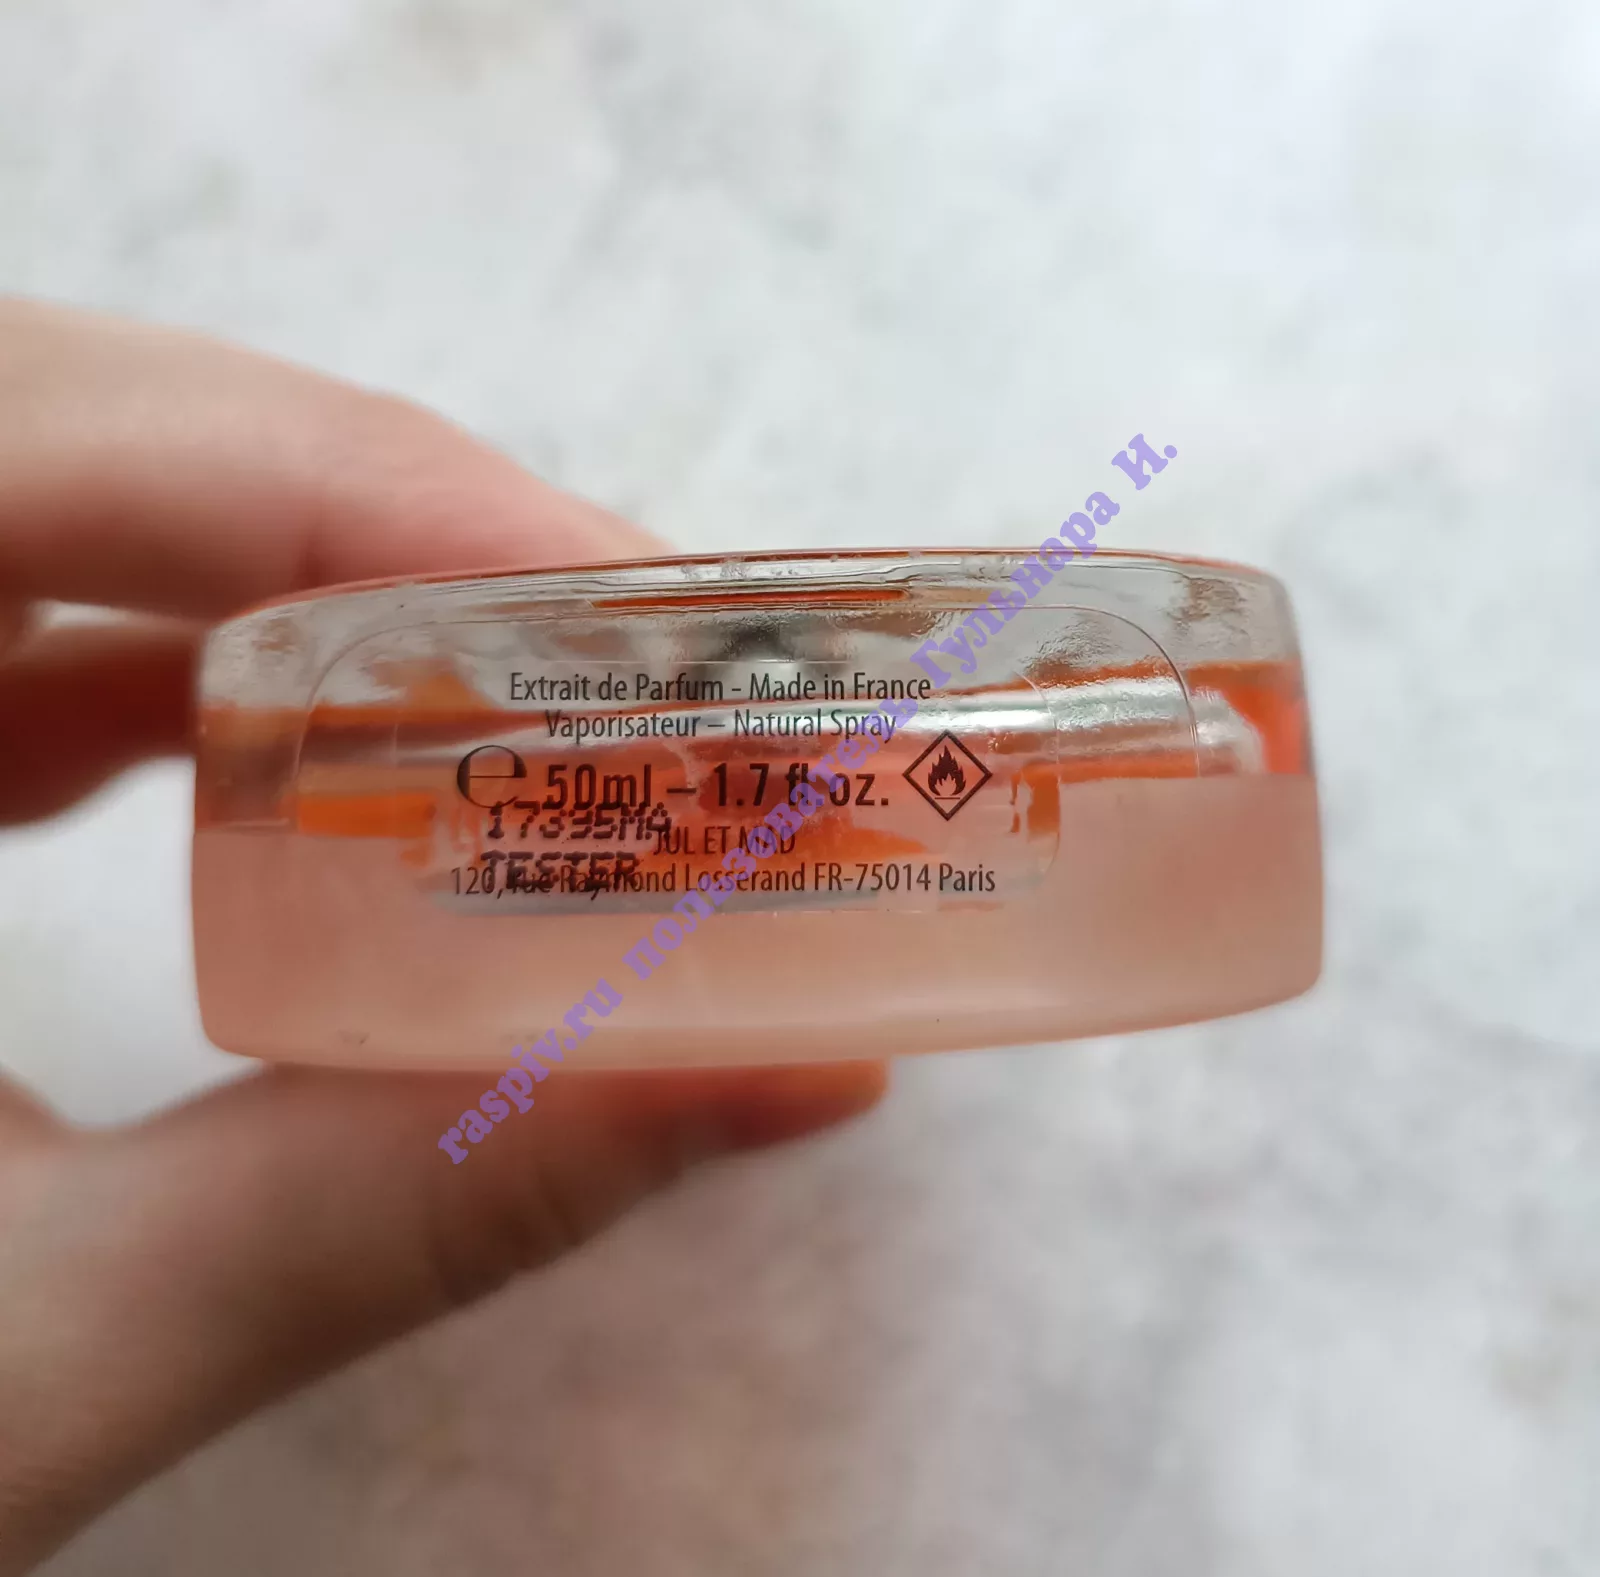 Extrait de Parfum - Made in France
Vaporisateur – Natural Spray
e 50ml – 1.7 fl oz.
17335MA
JUL ET MAD
TESTER
120, rue Raymond Losserand FR-75014 Paris
raspiv.ru пользователь Гульнара И.